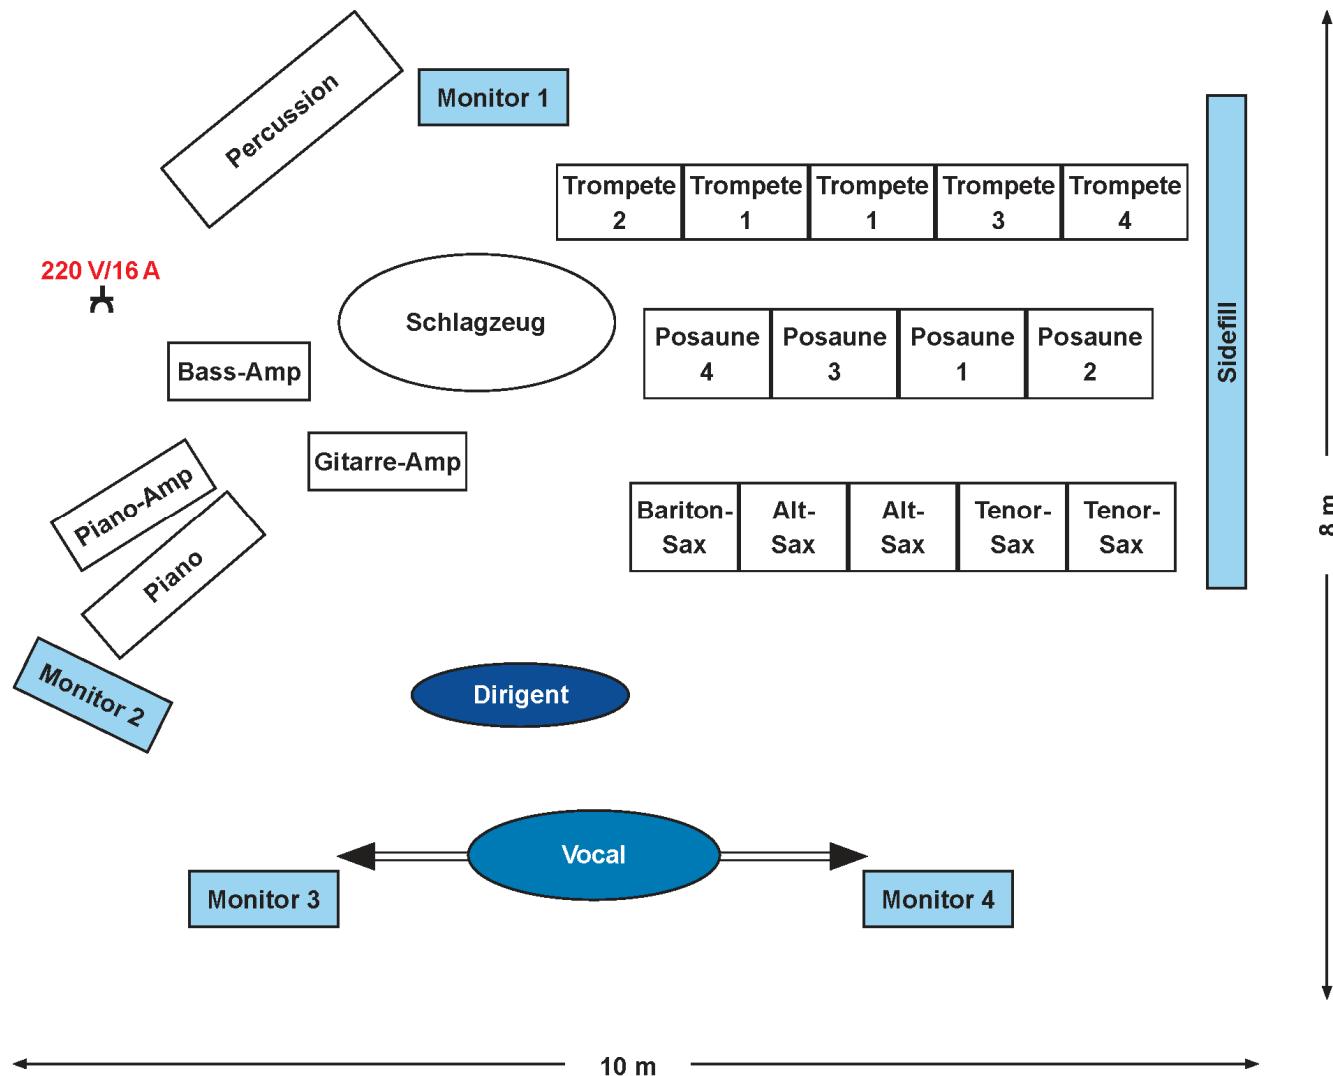 Percussion
Monitor 1
Trompete Trompete Trompete Trompete Trompete
2 1 1 3 4
220 V/16 A
Schlagzeug
Posaune Posaune Posaune Posaune
4 3 1 2
Sidefill
Bass-Amp
Gitarre-Amp
Piano-Amp
Piano
Bariton- Alt- Alt- Tenor- Tenor-
Sax Sax Sax Sax Sax
8 m
Monitor 2
Dirigent
Vocal
Monitor 3
Monitor 4
10 m